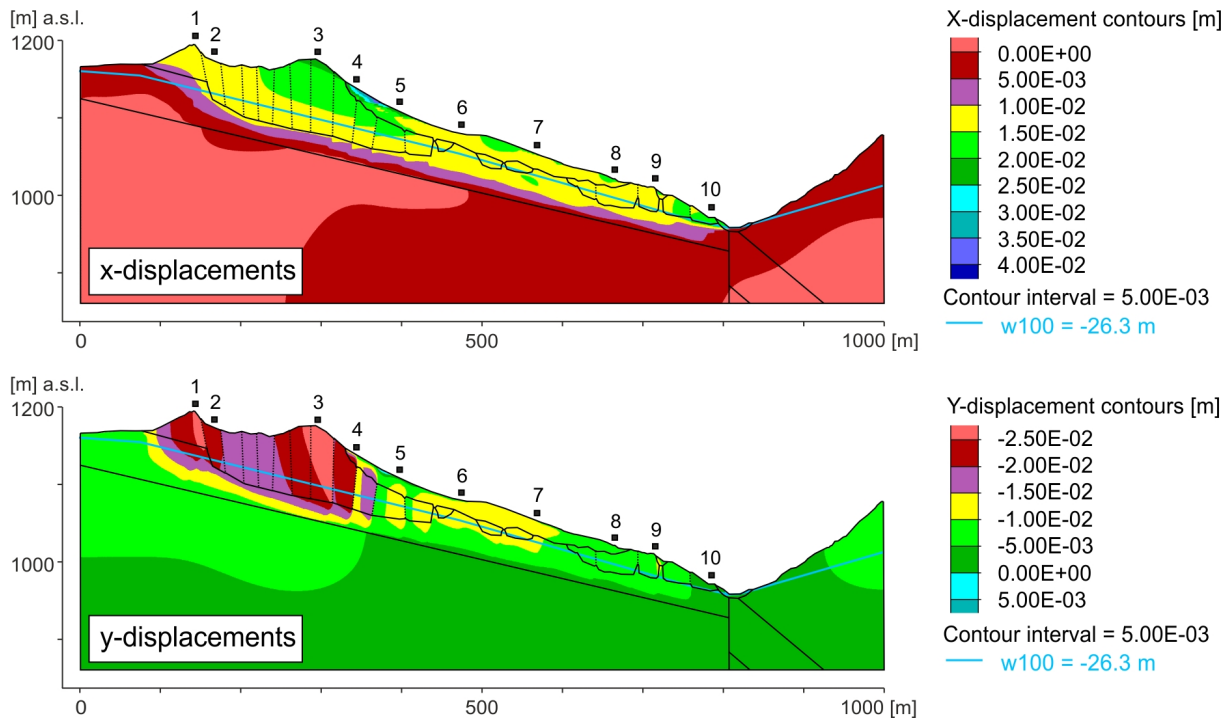 [m] a.s.l.
1200
1000
1
2
3
4
5
6
7
8
9
10
x-displacements
0
500
1000 [m]
X-displacement contours [m]
0.00E+00
5.00E-03
1.00E-02
1.50E-02
2.00E-02
2.50E-02
3.00E-02
3.50E-02
4.00E-02
Contour interval = 5.00E-03
w100 = -26.3 m
[m] a.s.l.
1200
1000
1
2
3
4
5
6
7
8
9
10
y-displacements
0
500
1000 [m]
Y-displacement contours [m]
-2.50E-02
-2.00E-02
-1.50E-02
-1.00E-02
-5.00E-03
0.00E+00
5.00E-03
Contour interval = 5.00E-03
w100 = -26.3 m